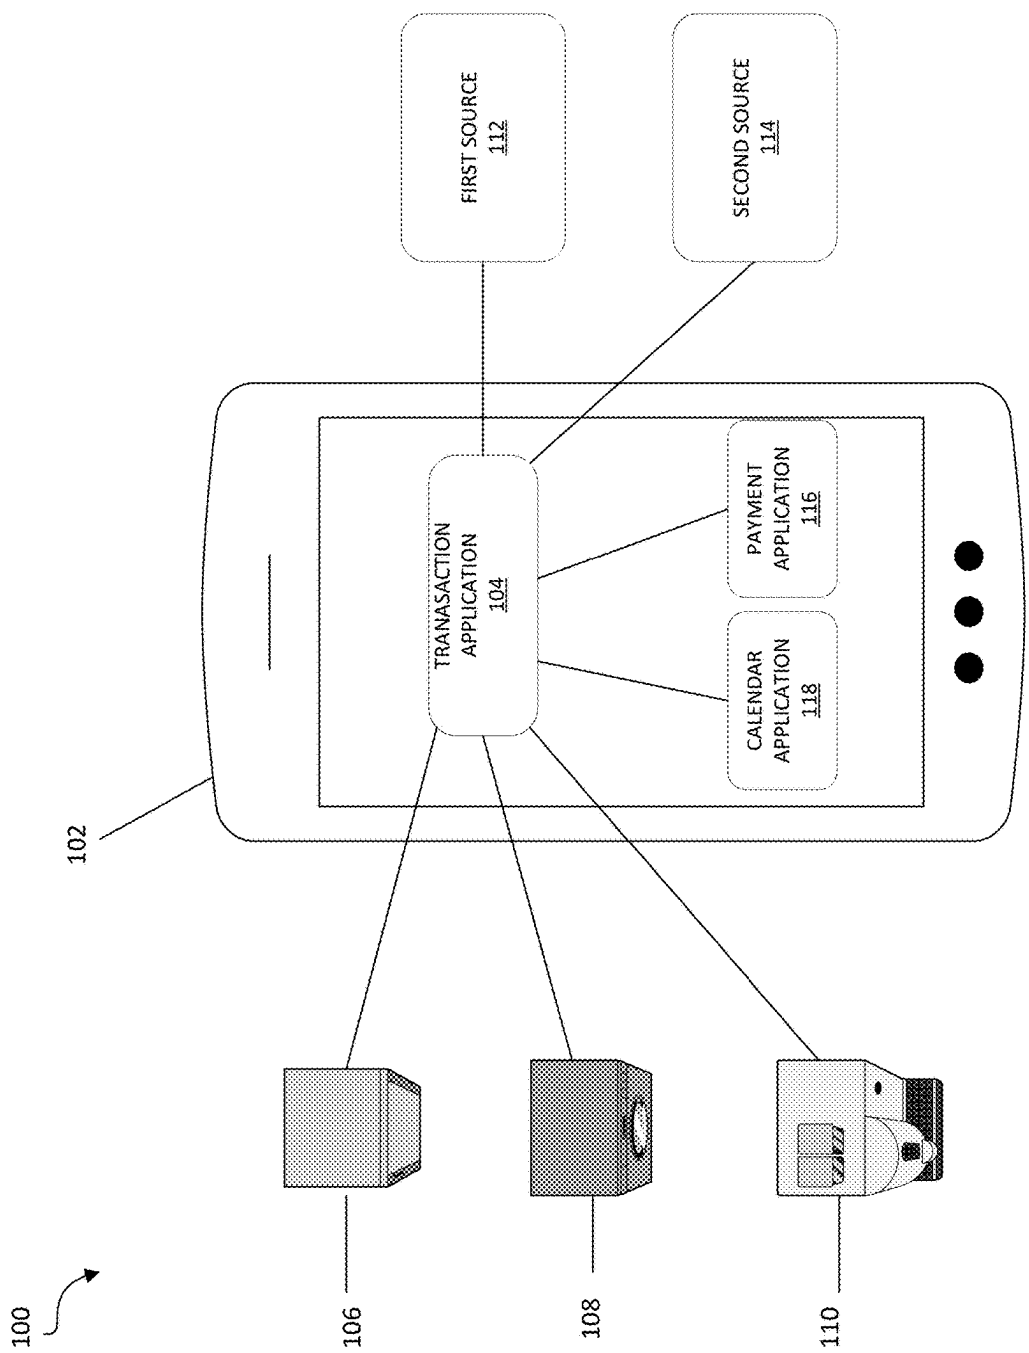 100
102
FIRST SOURCE
112
SECOND SOURCE
114
TRANASACTION
APPLICATION
104
PAYMENT
APPLICATION
116
CALENDAR
APPLICATION
118
106
108
110